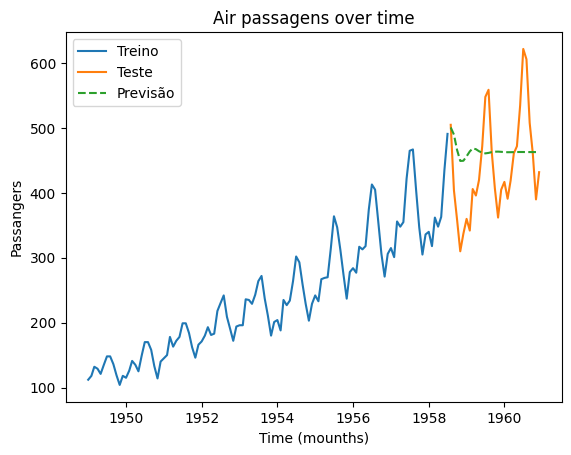 Air passagens over time
Treino
Teste
Previsão
600
500
400
300
200
100
Passangers
1950 1952 1954 1956 1958 1960
Time (mounths)